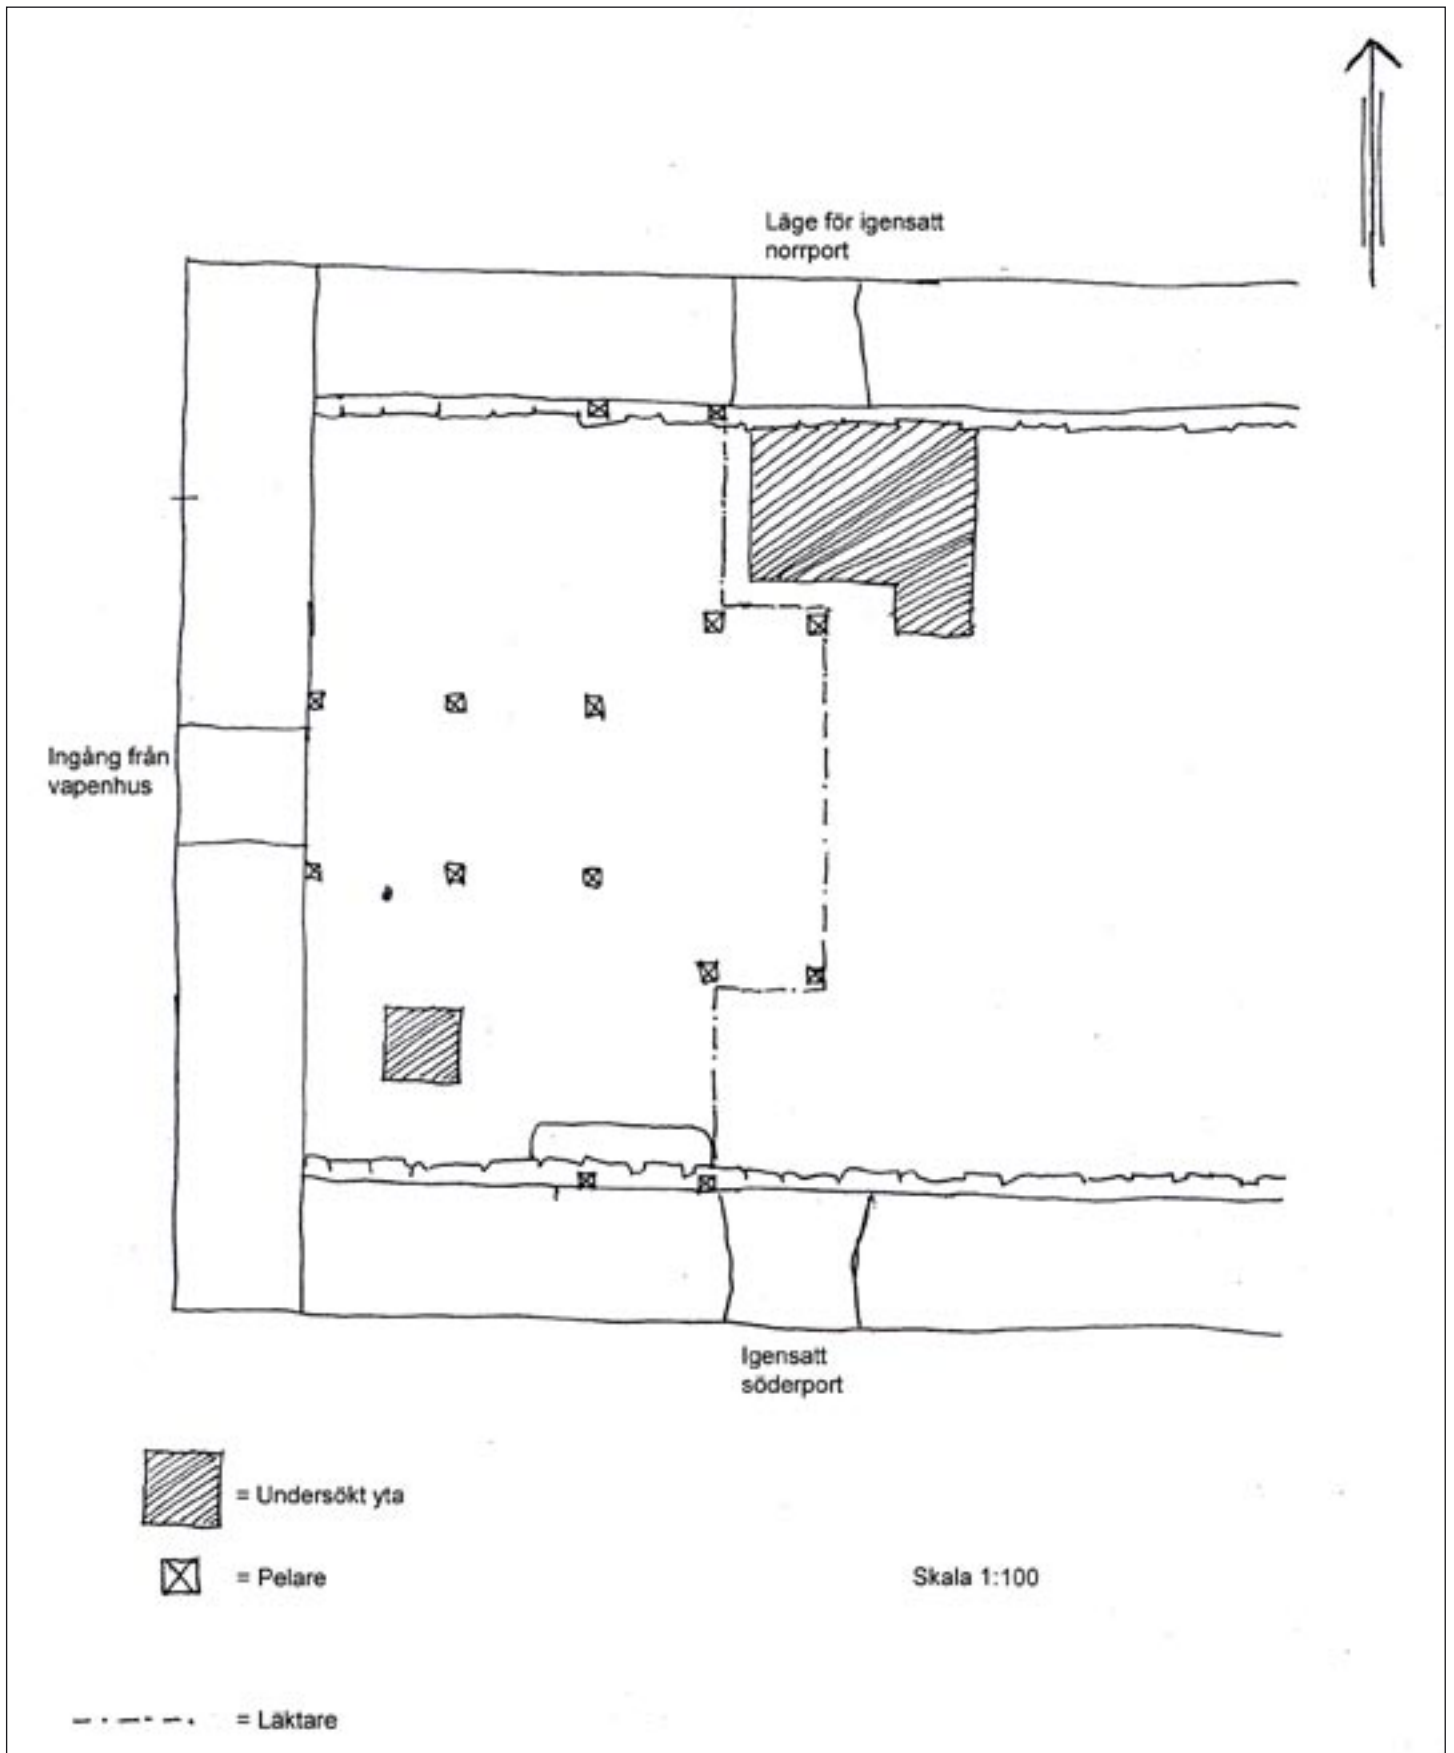 Läge för igensatt
norrport
Ingång från
vapenhus
Igensatt
söderport
= Undersökt yta
= Pelare
Skala 1:100
= Läktare